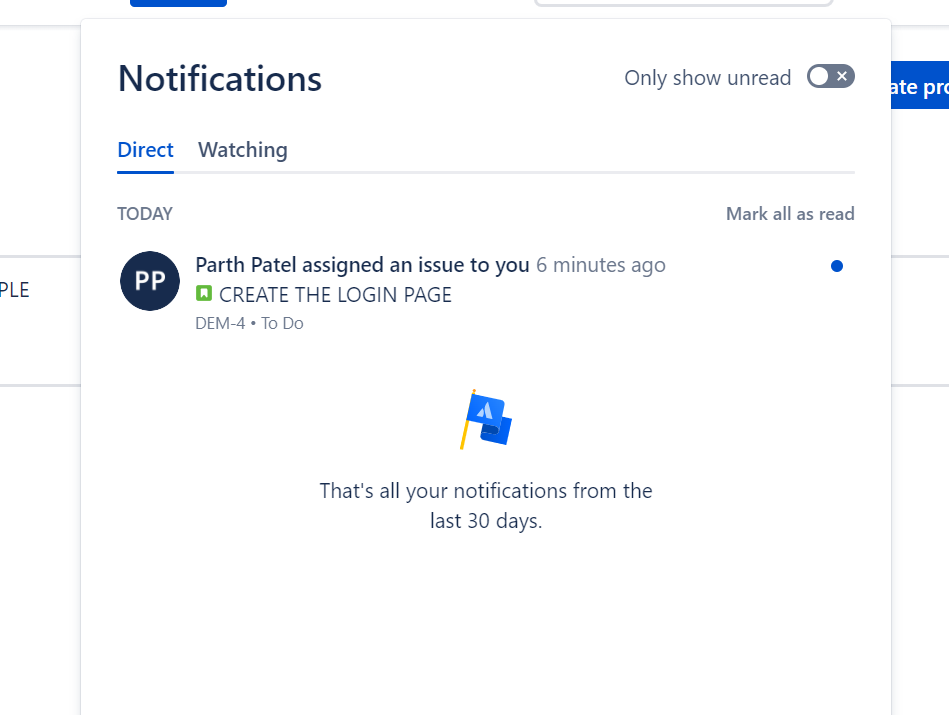 Notifications
Only show unread
ate pro
Direct Watching
TODAY
Mark all as read
PP
Parth Patel assigned an issue to you 6 minutes ago
CREATE THE LOGIN PAGE
DEM-4 • To Do
PLE
That's all your notifications from the
last 30 days.